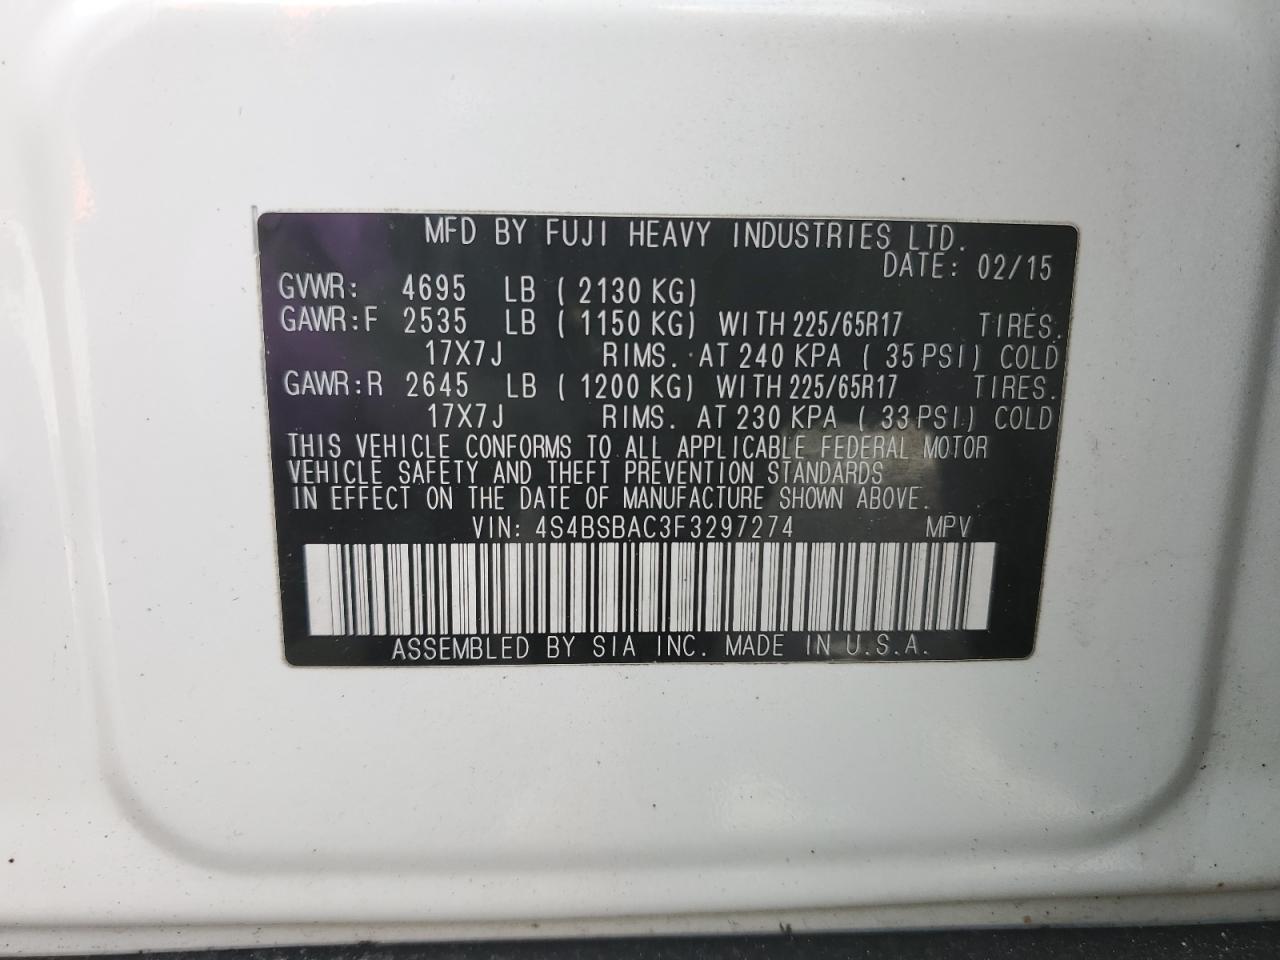 MFD BY FUJI HEAVY INDUSTRIES LTD.
DATE: 02/15
GVWR: 4695 LB ( 2130 KG)
GAWR:F 2535 LB ( 1150 KG) WITH 225/65R17 TIRES.
17X7J RIMS. AT 240 KPA ( 35 PSI) COLD
GAWR:R 2645 LB ( 1200 KG) WITH 225/65R17 TIRES.
17X7J RIMS. AT 230 KPA ( 33 PSI) COLD
THIS VEHICLE CONFORMS TO ALL APPLICABLE FEDERAL MOTOR
VEHICLE SAFETY AND THEFT PREVENTION STANDARDS
IN EFFECT ON THE DATE OF MANUFACTURE SHOWN ABOVE.
VIN: 4S4BSBAC3F3297274 MPV
ASSEMBLED BY SIA INC. MADE IN U.S.A.